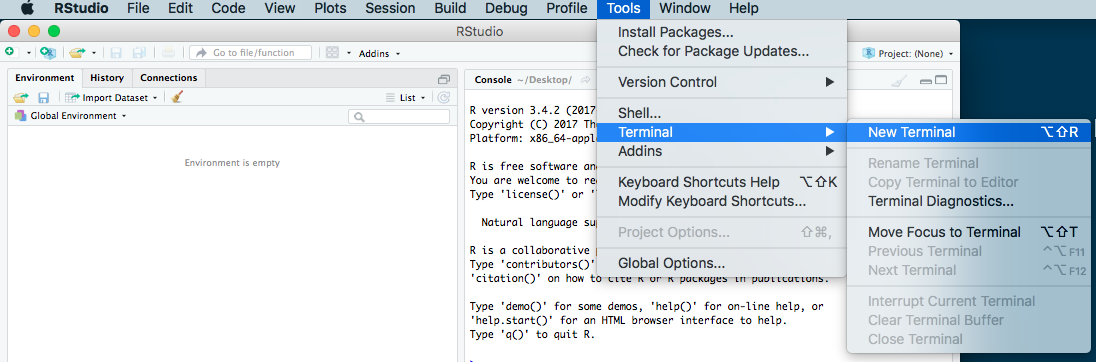 RStudio File Edit Code View Plots Session Build Debug Profile Tools Window Help
RStudio
Go to file/function Addins Project: (None)
Environment History Connections
Import Dataset List
Global Environment
Environment is empty
Console ~/Desktop/
R version 3.4.2 (2017
Copyright (C) 2017 The
Platform: x86_64-apple
R is free software and
You are welcome to red
Type 'license()' or '
Natural language sup
R is a collaborative p
Type 'contributors()'
'citation()' on how to cite R or R packages in publications.
Type 'demo()' for some demos, 'help()' for on-line help, or
'help.start()' for an HTML browser interface to help.
Type 'q()' to quit R.
>
Install Packages...
Check for Package Updates...
Version Control
Shell...
Terminal
Addins
Keyboard Shortcuts Help ⌥⇧K
Modify Keyboard Shortcuts...
Project Options... ⇧⌘,
Global Options...
New Terminal ⌥⇧R
Rename Terminal
Copy Terminal to Editor
Terminal Diagnostics...
Move Focus to Terminal ⌥⇧T
Previous Terminal ^⌥F11
Next Terminal ^⌥F12
Interrupt Current Terminal
Clear Terminal Buffer
Close Terminal